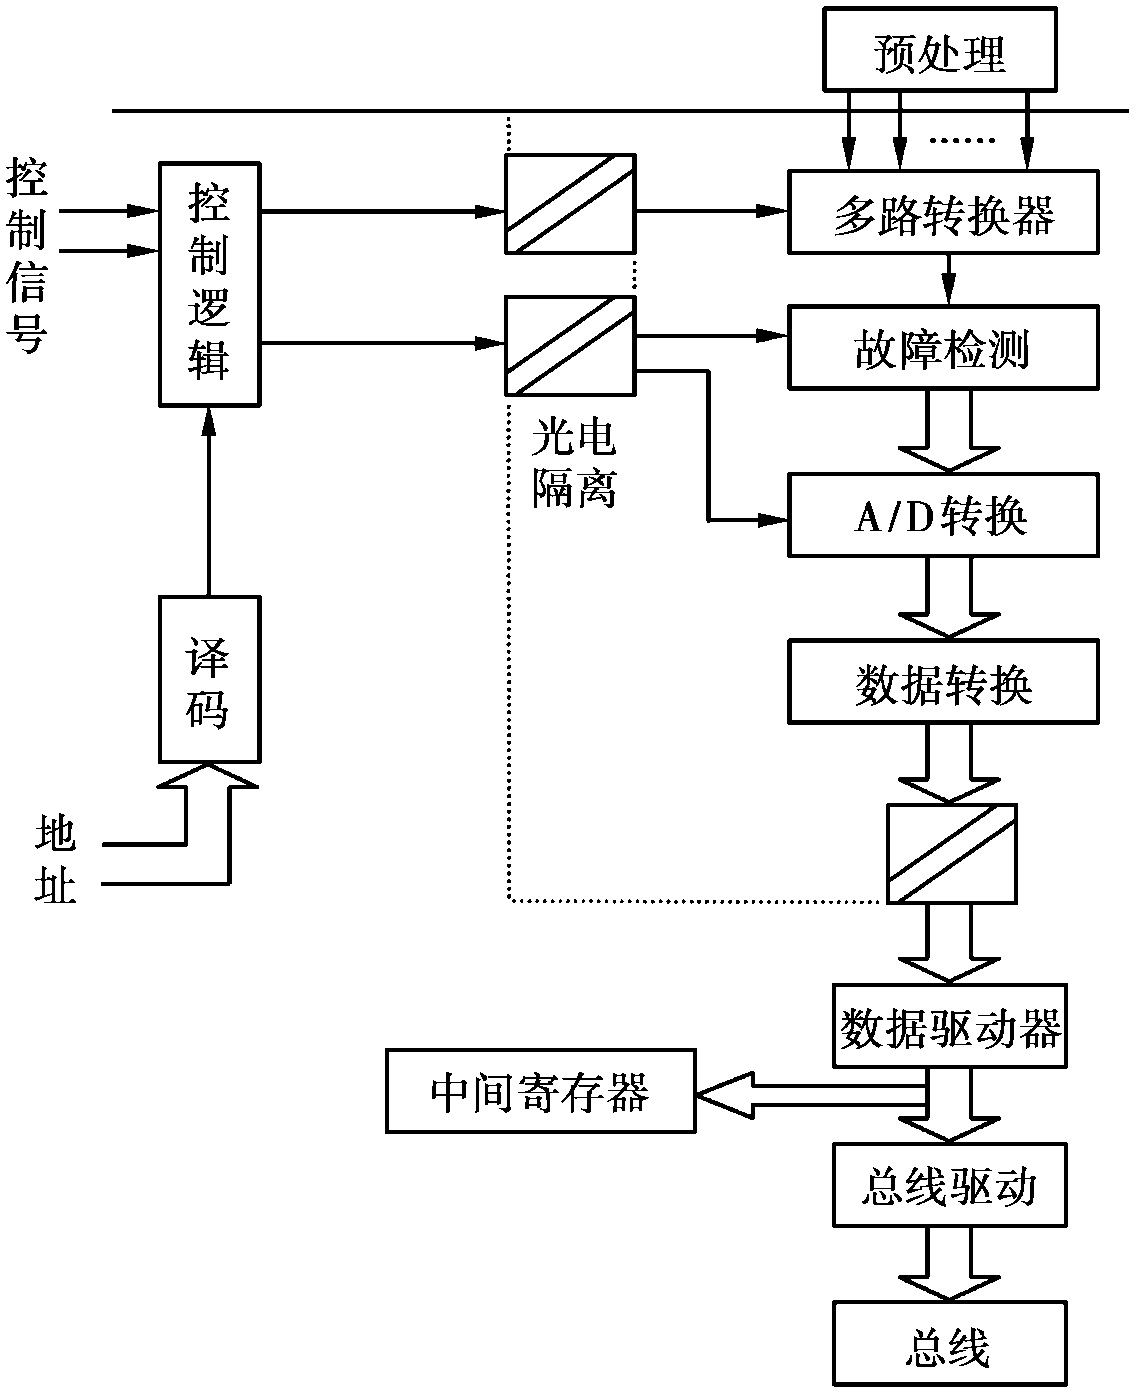 预处理
控制信号
控制逻辑
多路转换器
故障检测
光电
隔离
A/D转换
译码
数据转换
地址
数据驱动器
中间寄存器
总线驱动
总线